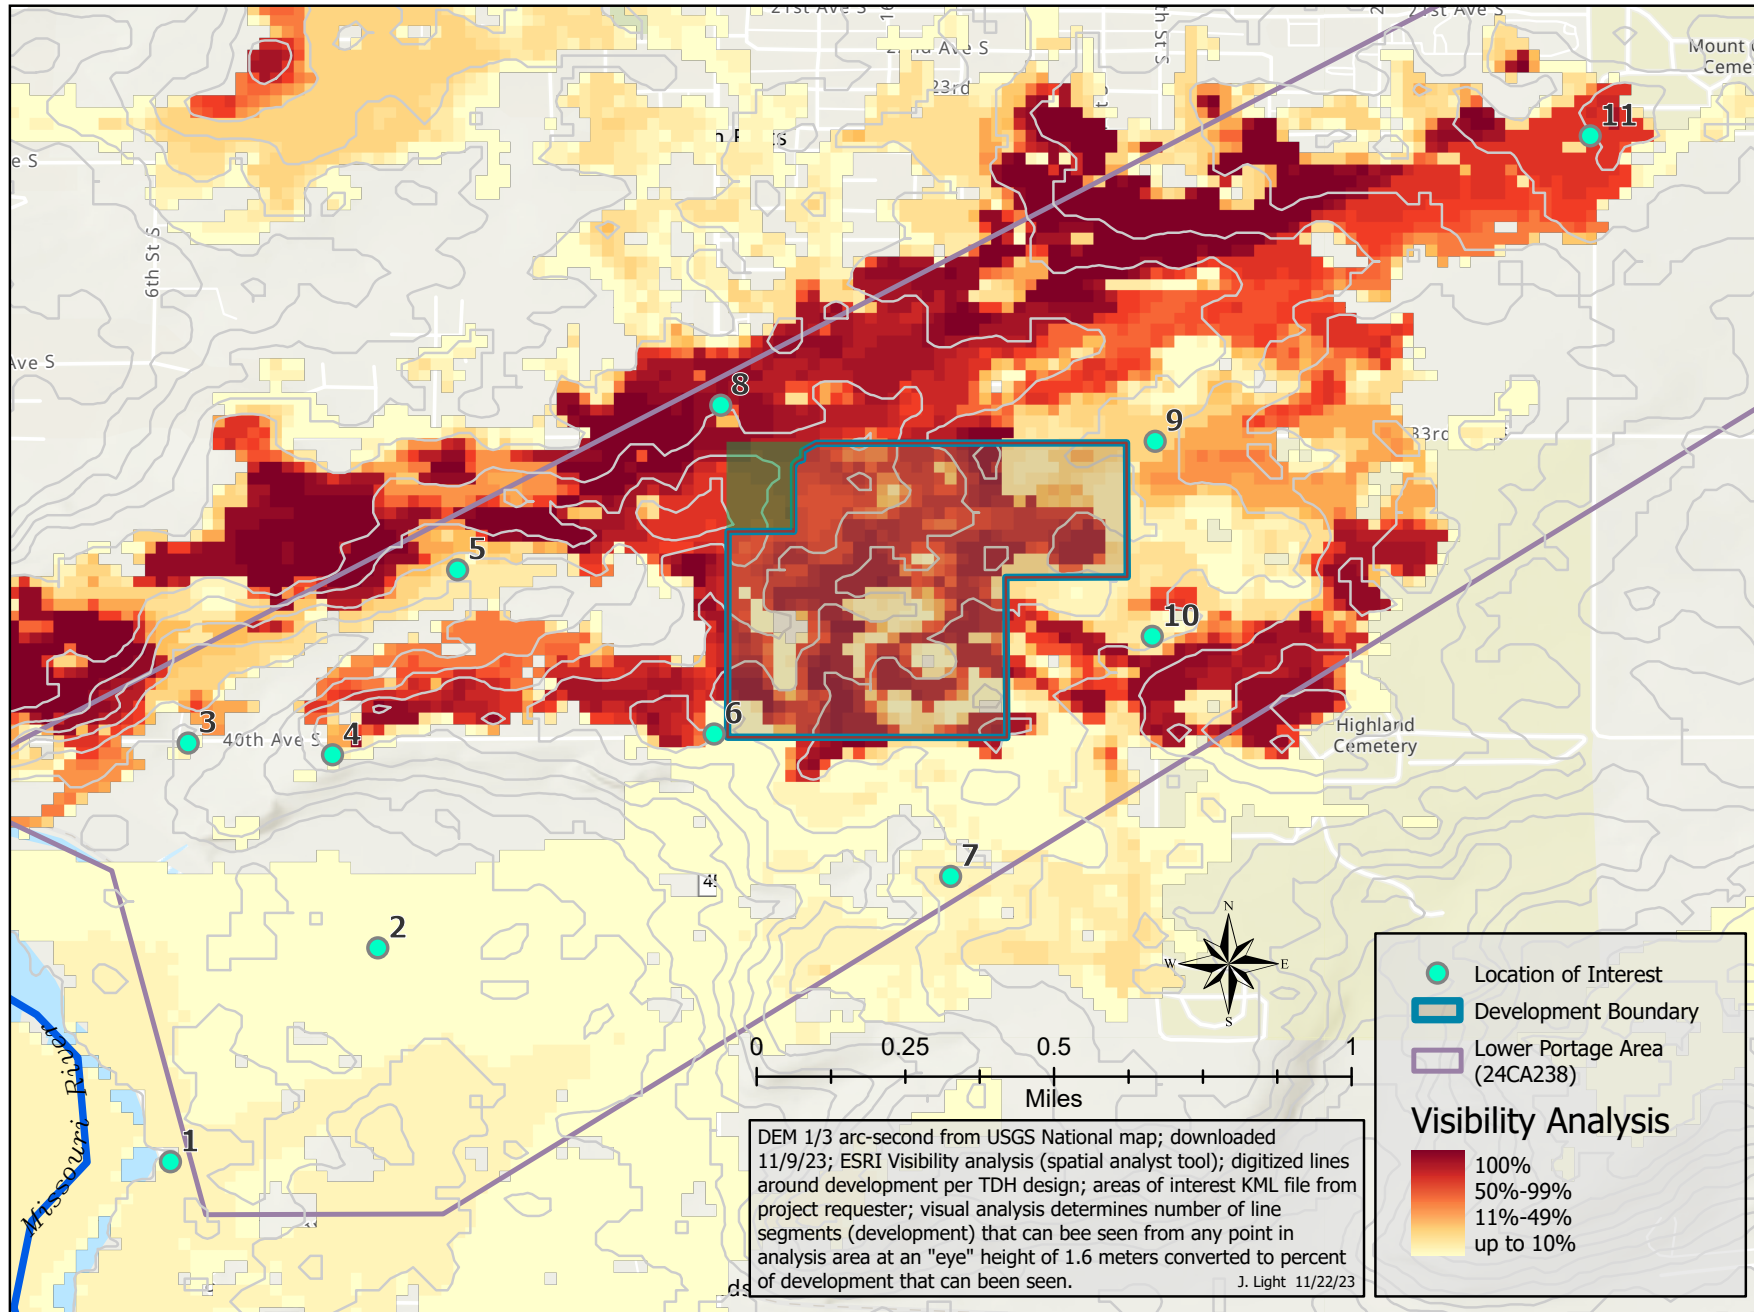 21st Ave S
21st Ave S
22nd Ave S
23rd
Mount
Ceme
e S
6th St S
th St S
Ave S
8
11
9
33rd
5
10
6
3
40th Ave S
4
Highland
Cemetery
7
2
1
Missouri River
N
W E
S
0 0.25 0.5 1
Miles
DEM 1/3 arc-second from USGS National map; downloaded
11/9/23; ESRI Visibility analysis (spatial analyst tool); digitized lines
around development per TDH design; areas of interest KML file from
project requester; visual analysis determines number of line
segments (development) that can bee seen from any point in
analysis area at an "eye" height of 1.6 meters converted to percent
of development that can been seen.
J. Light 11/22/23
Location of Interest
Development Boundary
Lower Portage Area
(24CA238)
Visibility Analysis
100%
50%-99%
11%-49%
up to 10%